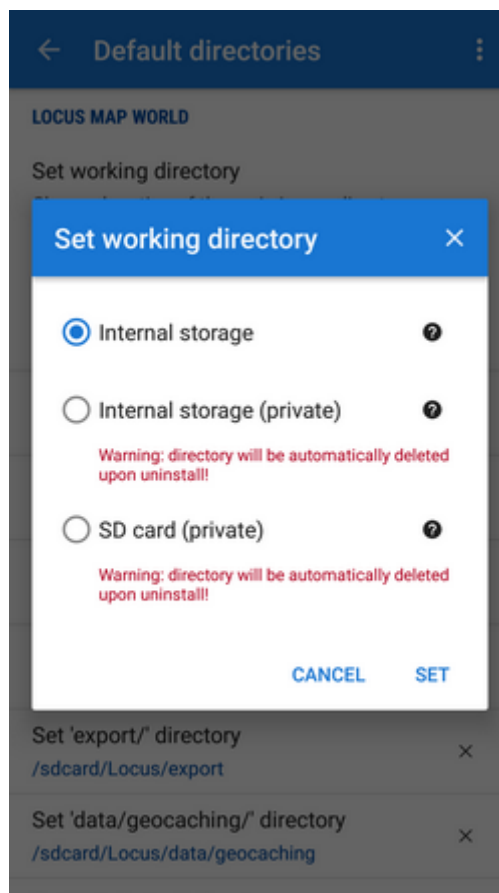 Default directories
LOCUS MAP WORLD
Set working directory
Set working directory
Internal storage
Internal storage (private)
Warning: directory will be automatically deleted
upon uninstall!
SD card (private)
Warning: directory will be automatically deleted
upon uninstall!
CANCEL SET
Set 'export/' directory
/sdcard/Locus/export
Set 'data/geocaching/' directory
/sdcard/Locus/data/geocaching